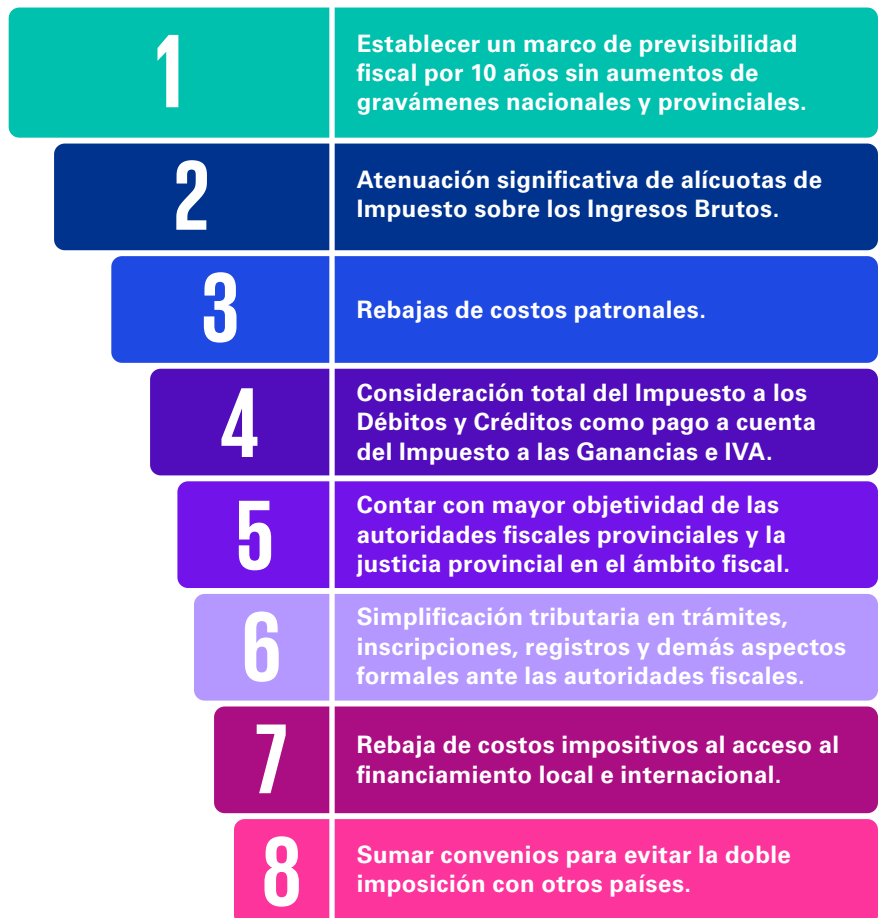 1
Establecer un marco de previsibilidad
fiscal por 10 años sin aumentos de
gravámenes nacionales y provinciales.
2
Atenuación significativa de alícuotas de
Impuesto sobre los Ingresos Brutos.
3
Rebajas de costos patronales.
4
Consideración total del Impuesto a los
Débitos y Créditos como pago a cuenta
del Impuesto a las Ganancias e IVA.
5
Contar con mayor objetividad de las
autoridades fiscales provinciales y la
justicia provincial en el ámbito fiscal.
6
Simplificación tributaria en trámites,
inscripciones, registros y demás aspectos
formales ante las autoridades fiscales.
7
Rebaja de costos impositivos al acceso al
financiamiento local e internacional.
8
Sumar convenios para evitar la doble
imposición con otros países.